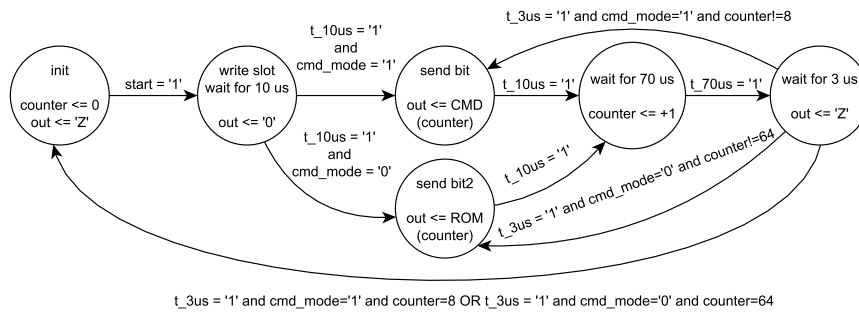 t_3us = '1' and cmd_mode='1' and counter!=8
init
counter <= 0
out <= 'Z'
start = '1'
write slot
wait for 10 us
out <= '0'
t_10us = '1'
and
cmd_mode = '1'
send bit
out <= CMD
(counter)
t_10us = '1'
wait for 70 us
counter <= +1
t_70us = '1'
wait for 3 us
out <= 'Z'
t_10us = '1'
and
cmd_mode = '0'
send bit2
out <= ROM
(counter)
t_10us = '1'
t_3us = '1' and cmd_mode='0' and counter!=64
t_3us = '1' and cmd_mode='1' and counter=8 OR t_3us = '1' and cmd_mode='0' and counter=64